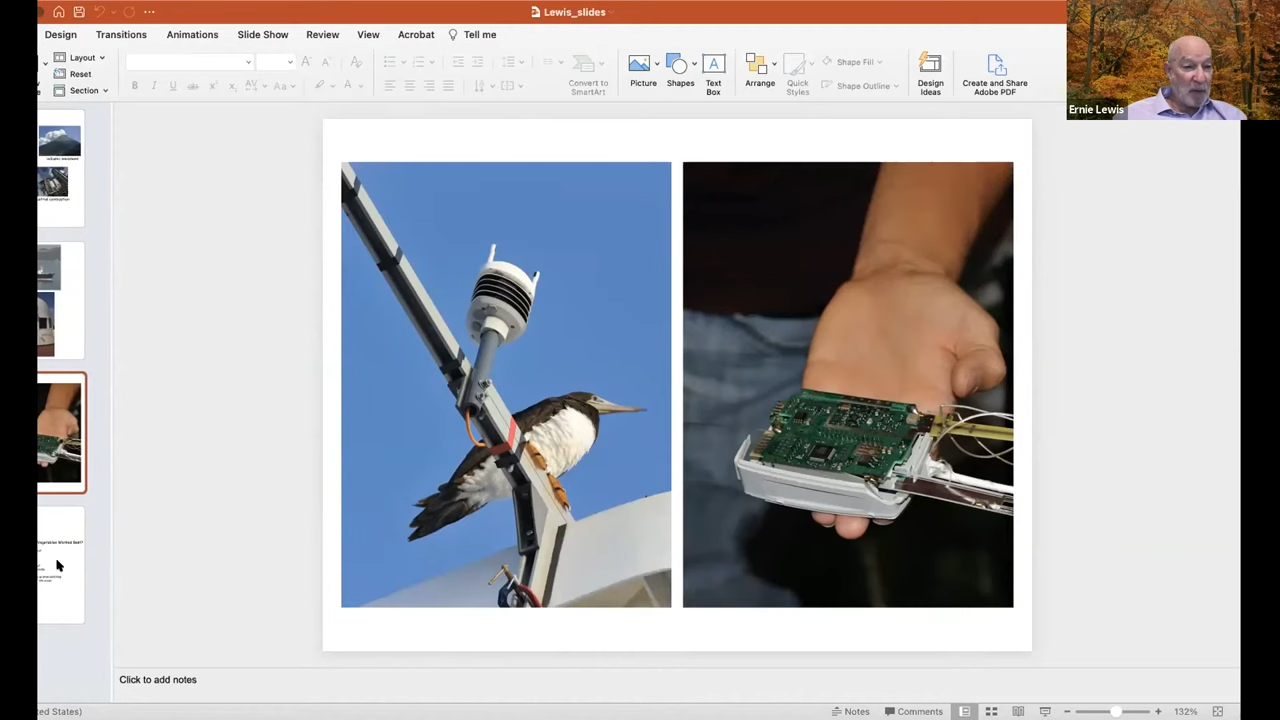 Lewis_slides
Design Transitions Animations Slide Show Review View Acrobat Tell me
Layout
Reset
Section
Convert to
SmartArt
Picture
Shapes
Text
Box
Arrange
Quick
Styles
Shape Fill
Shape Outline
Design
Ideas
Create and Share
Adobe PDF
Ernie Lewis
Click to add notes
ted States)
Notes
Comments
132%